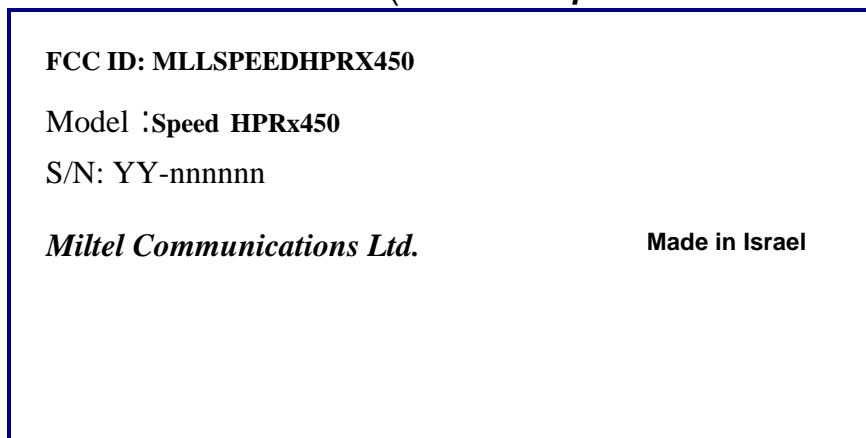 FCC ID: MLLSPEEDHPRX450
Model :Speed HPRx450
S/N: YY-nnnnnn
Miltel Communications Ltd. Made in Israel